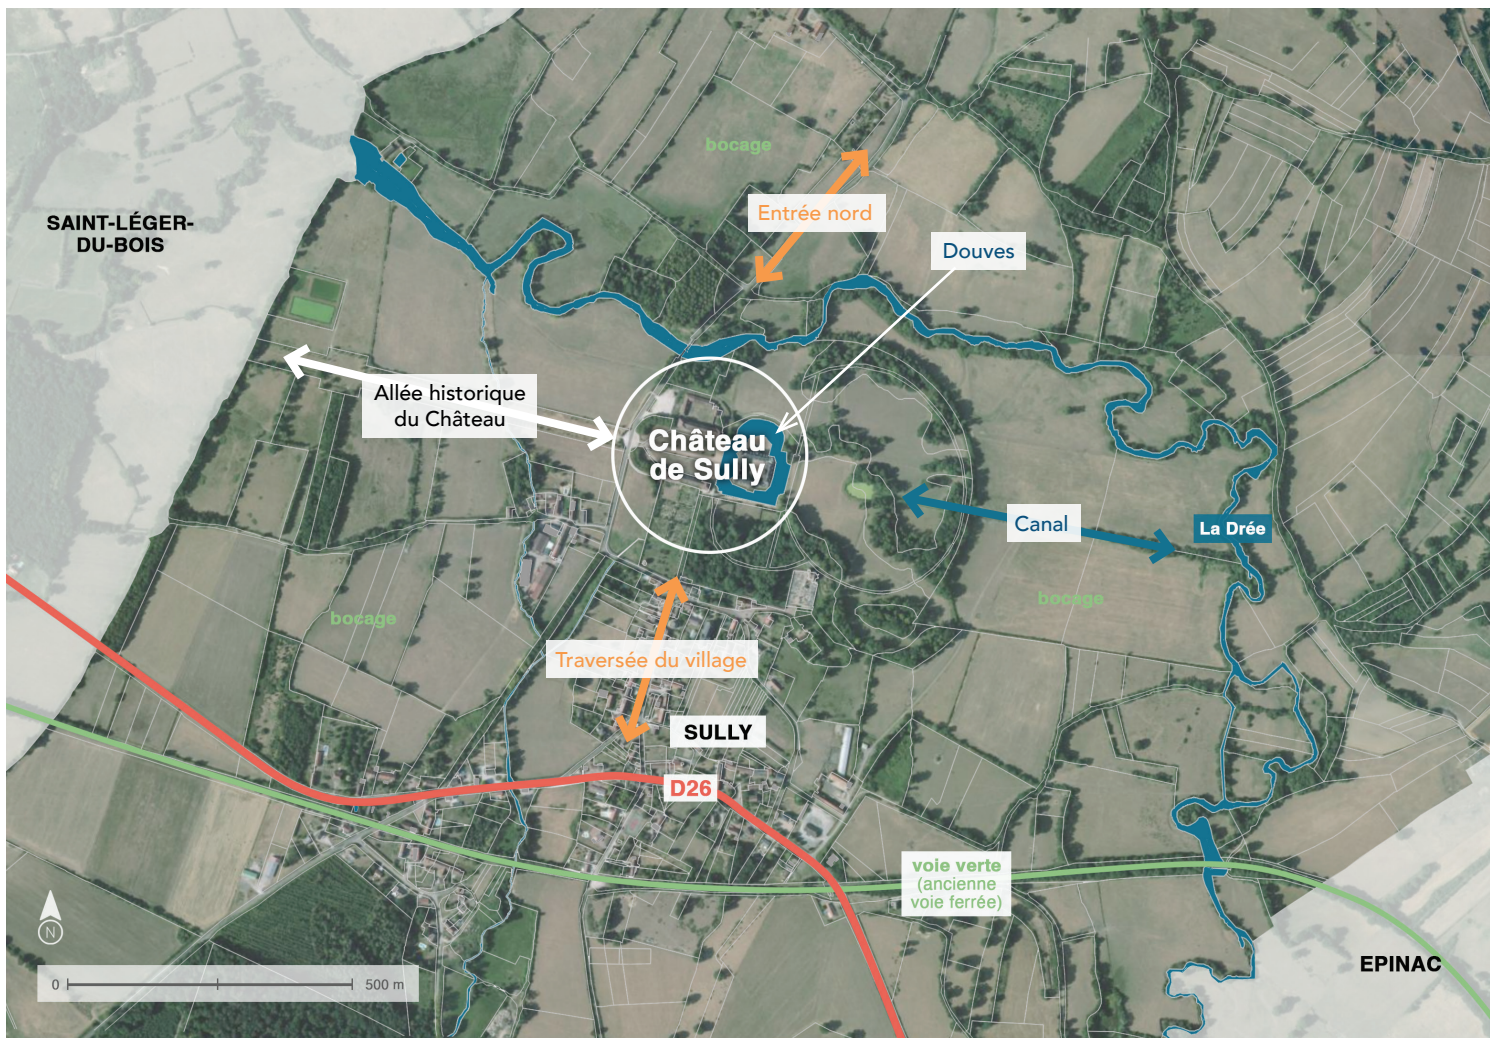 bocage
SAINT-LÉGER-
DU-BOIS
Entrée nord
Douves
Allée historique
du Château
Château
de Sully
Canal
La Drée
bocage
bocage
Traversée du village
SULLY
D26
voie verte
(ancienne
voie ferrée)
N
EPINAC
0 500 m